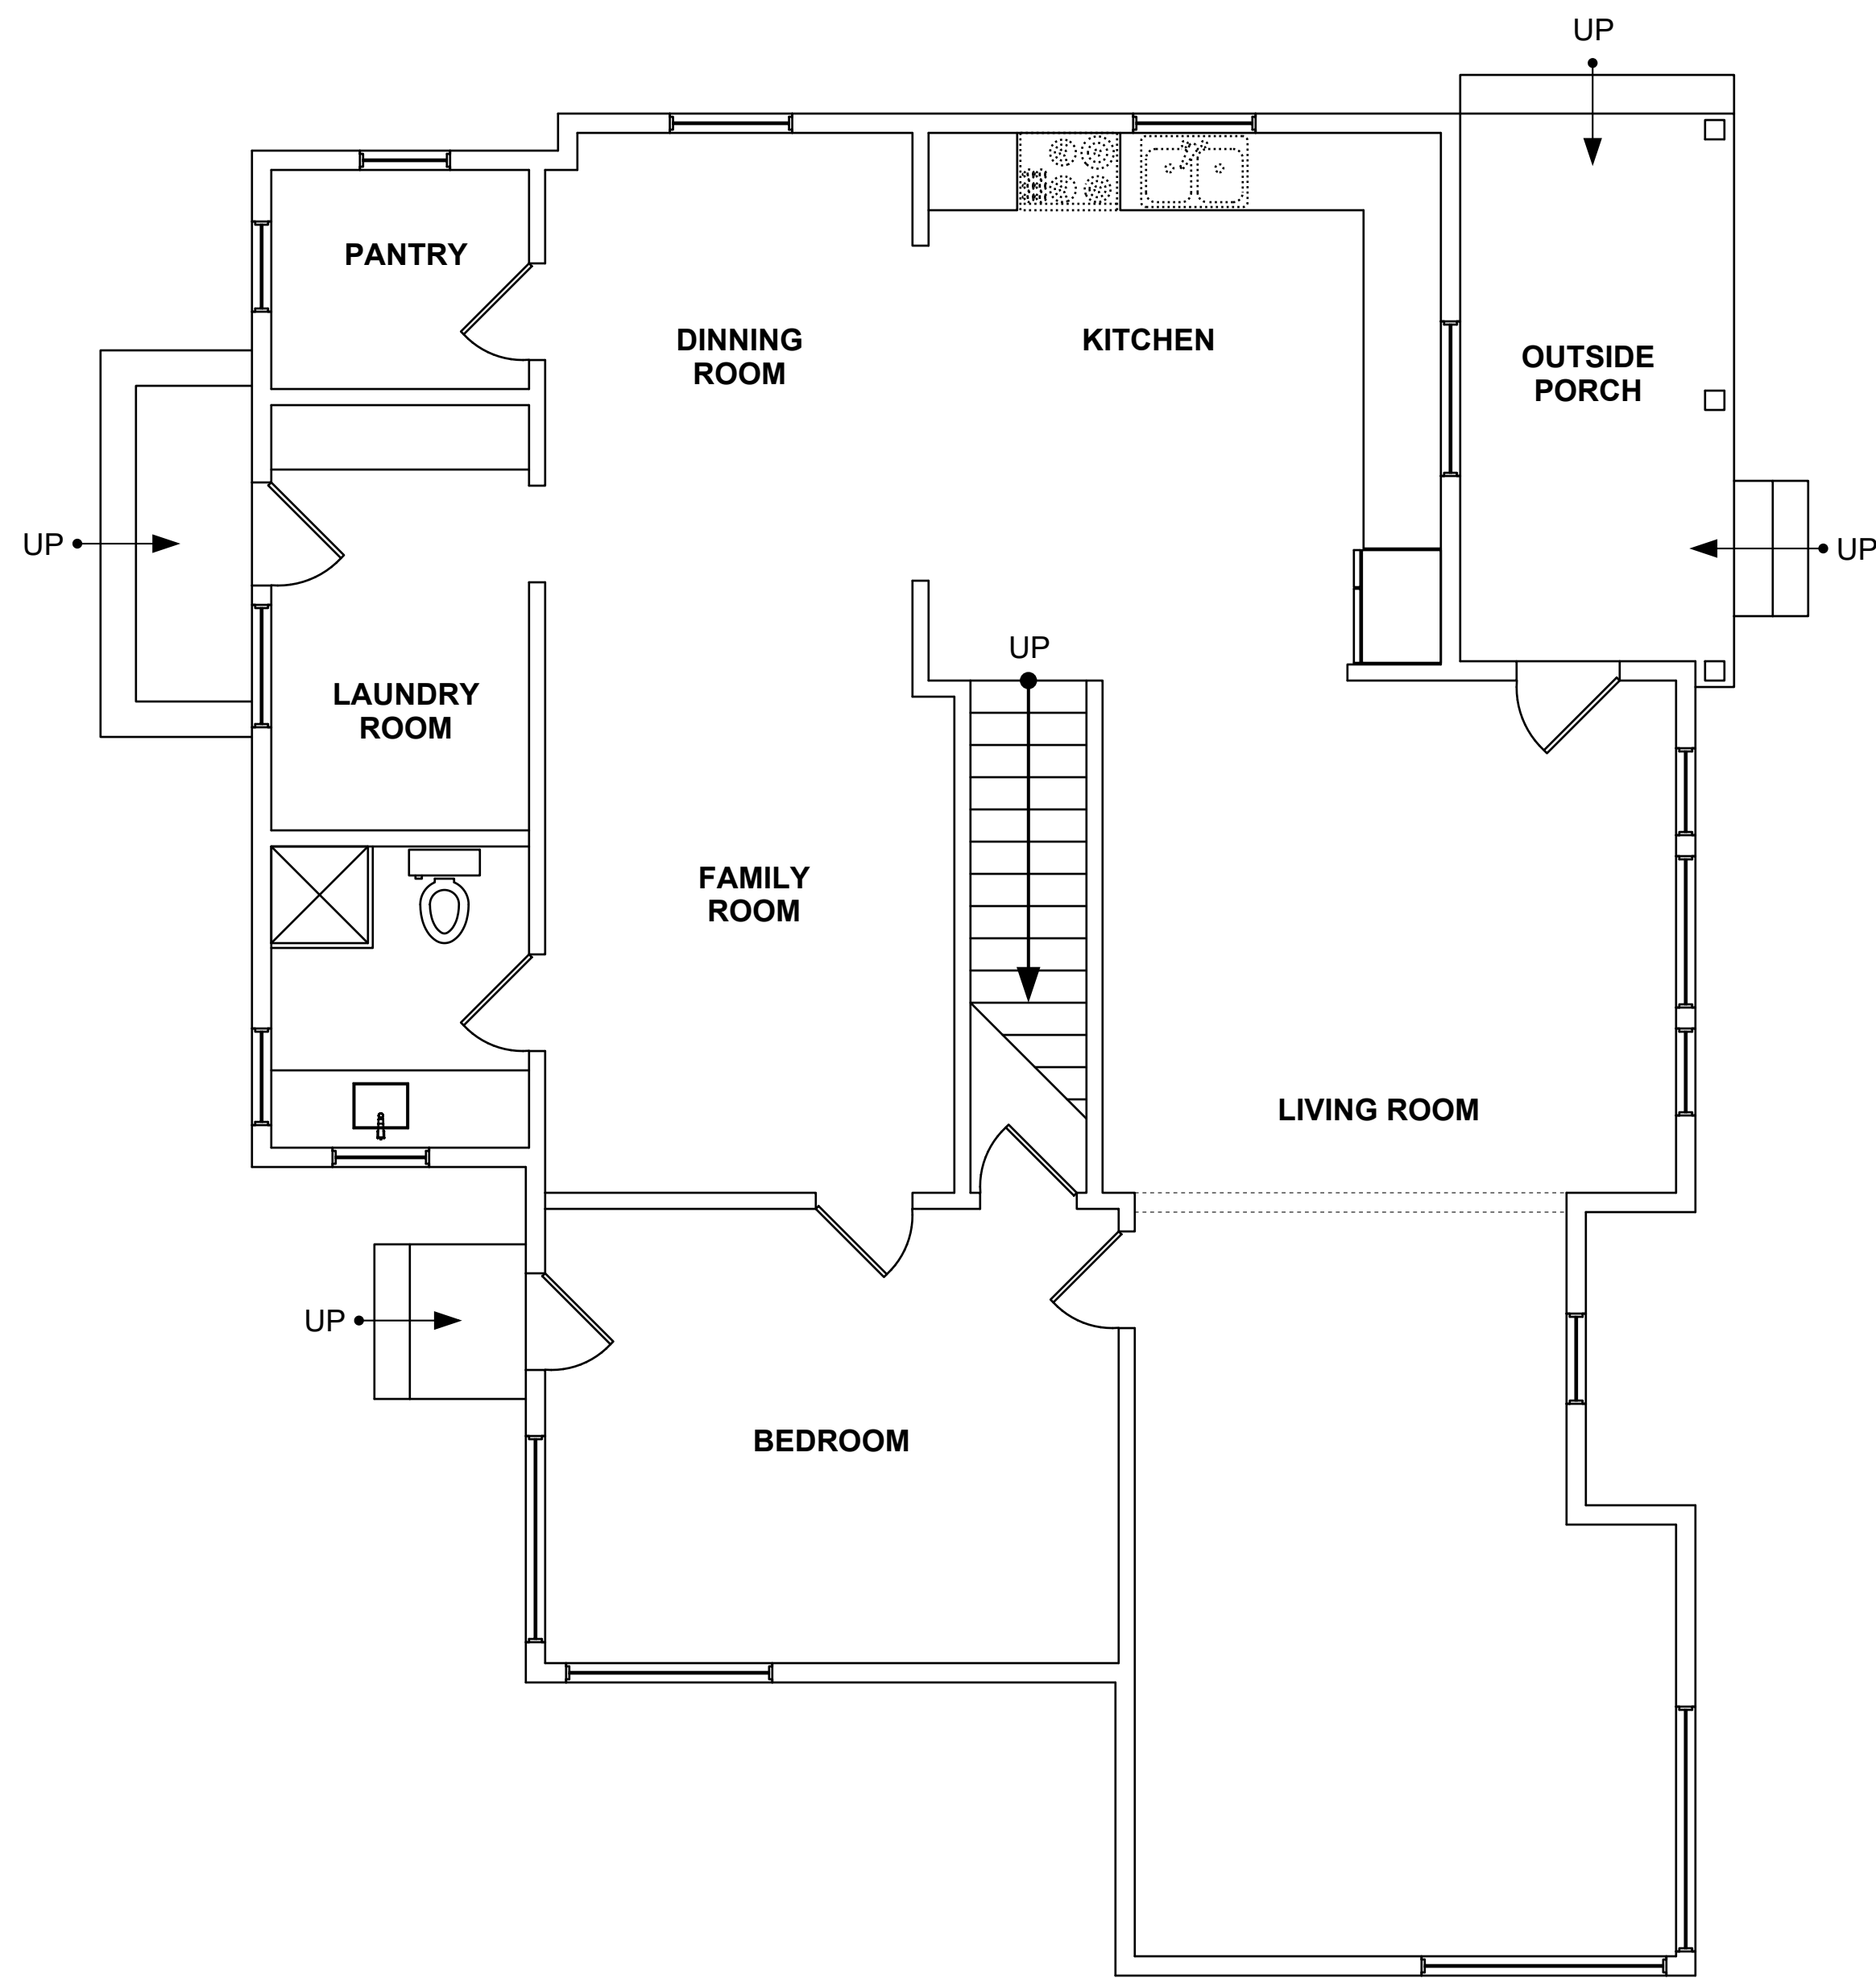 UP
PANTRY
DINNING
ROOM
KITCHEN
OUTSIDE
PORCH
UP
UP
UP
LAUNDRY
ROOM
FAMILY
ROOM
LIVING ROOM
UP
BEDROOM